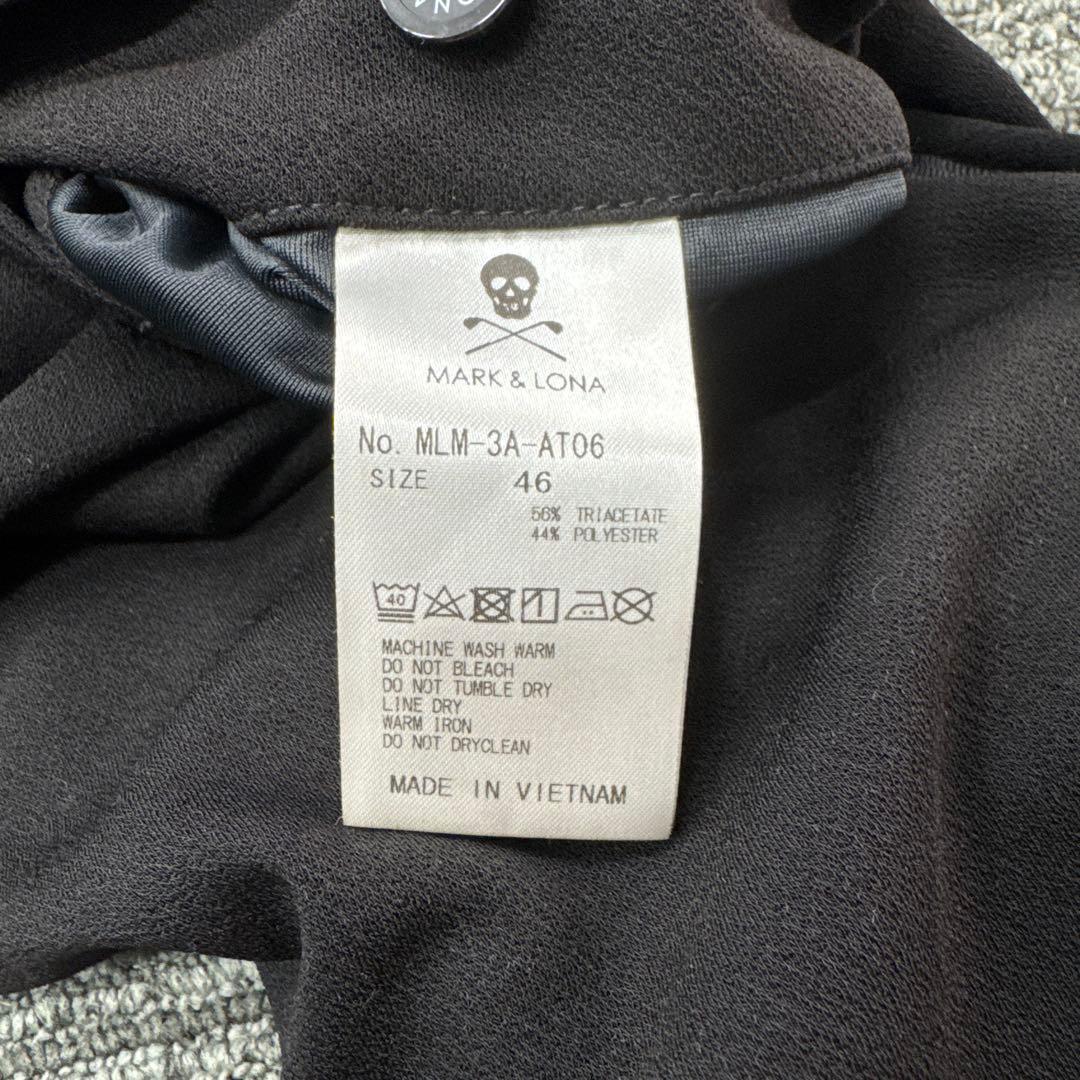 MARK & LONA
No. MLM-3A-AT06
SIZE 46
56% TRIACETATE
44% POLYESTER
40
MACHINE WASH WARM
DO NOT BLEACH
DO NOT TUMBLE DRY
LINE DRY
WARM IRON
DO NOT DRYCLEAN
MADE IN VIETNAM